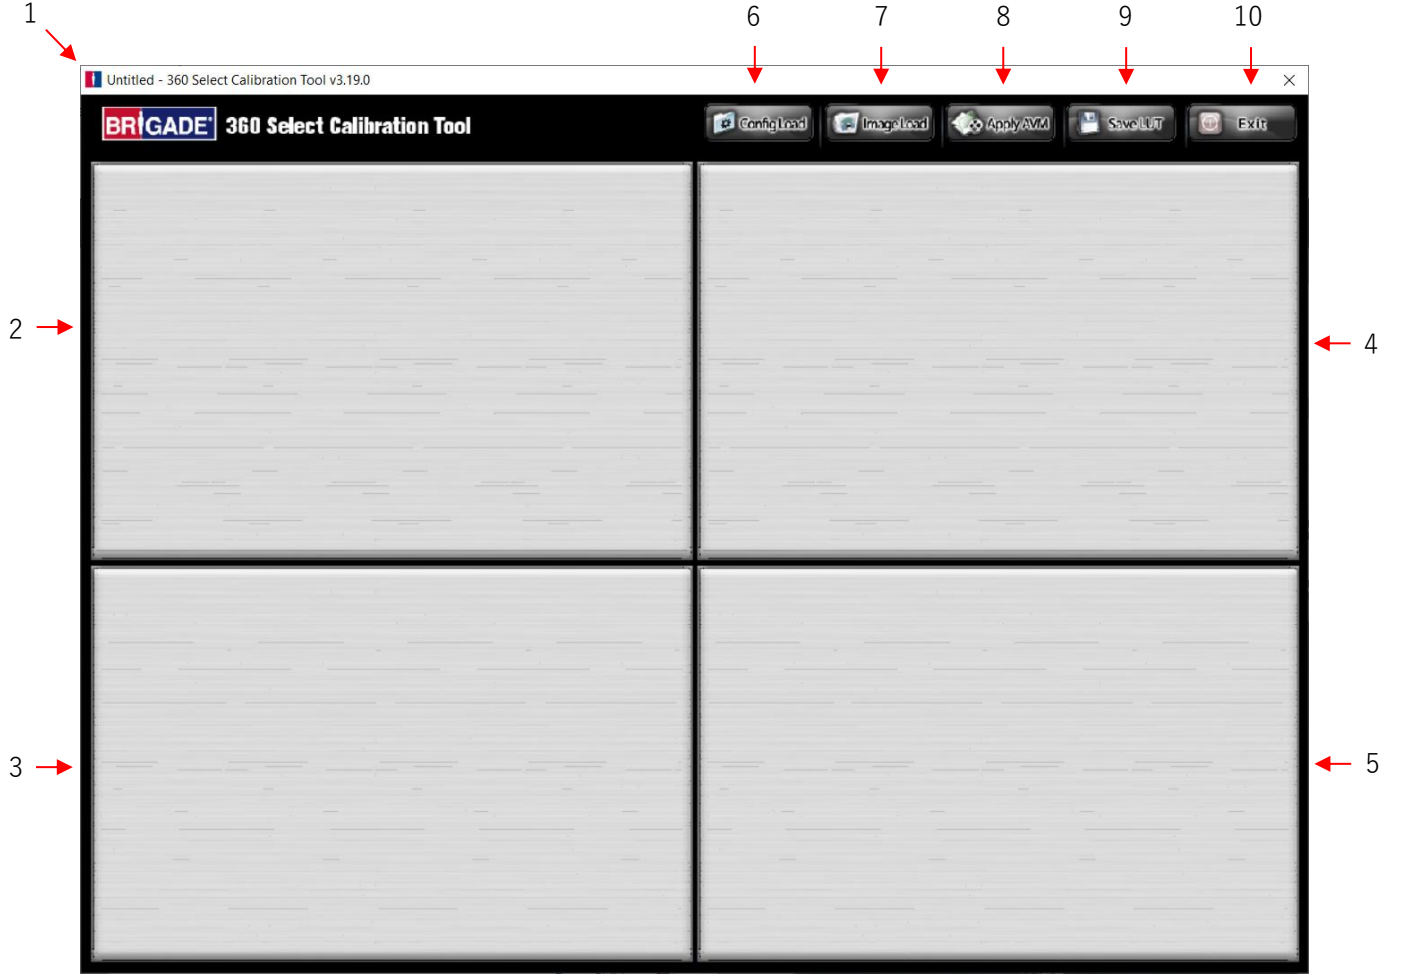 1
6
7
8
9
10
Untitled - 360 Select Calibration Tool v3.19.0
BRIGADE 360 Select Calibration Tool
Config Load
Image Load
Apply AVM
Save LUT
Exit
2
4
3
5